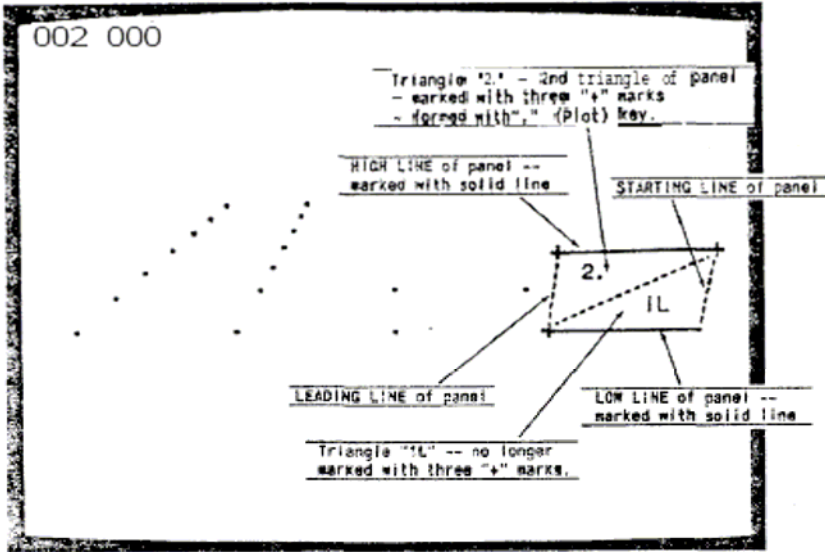 002 000
Triangle "2." - 2nd triangle of panel
- marked with three "+" marks
- formed with "," (Plot) key.
HIGH LINE of panel --
marked with solid line
STARTING LINE of panel
2.
1L
LEADING LINE of panel
LOW LINE of panel --
marked with solid line
Triangle "1L" -- no longer
marked with three "+" marks.